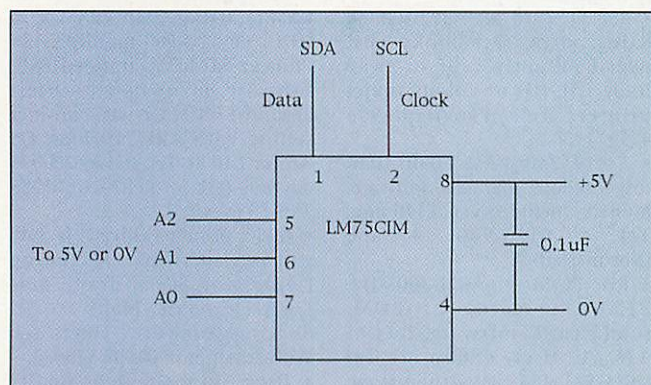 SDA SCL
Data Clock
1 2 8 +5V
A2 5 LM75CIM
To 5V or 0V A1 6 0.1uF
A0 7 4 0V